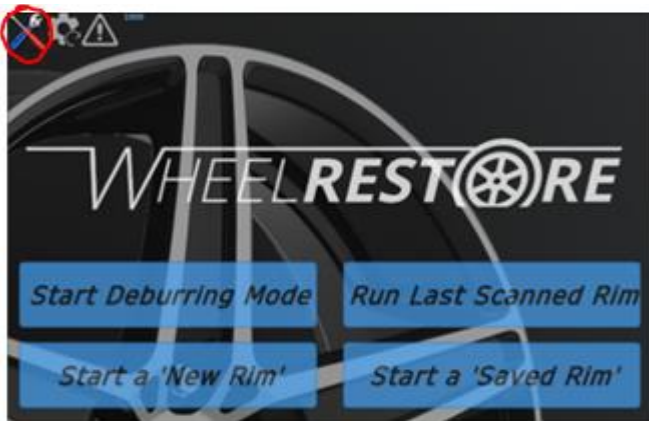 WHEELRESTORE
Start Deburring Mode
Run Last Scanned Rim
Start a 'New Rim'
Start a 'Saved Rim'